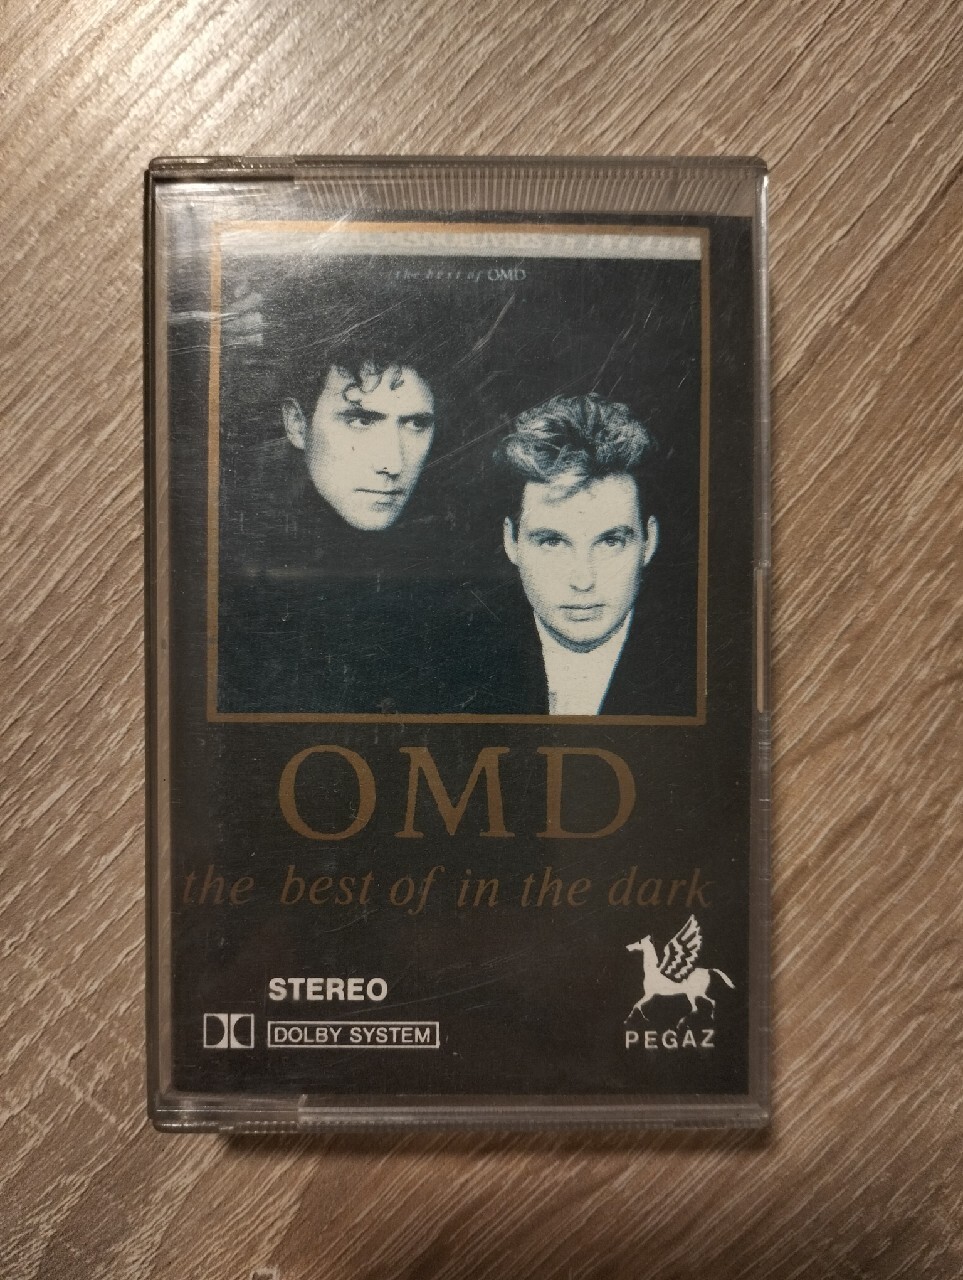 the best of OMD
OMD
the best of in the dark
STEREO
DOLBY SYSTEM
PEGAZ